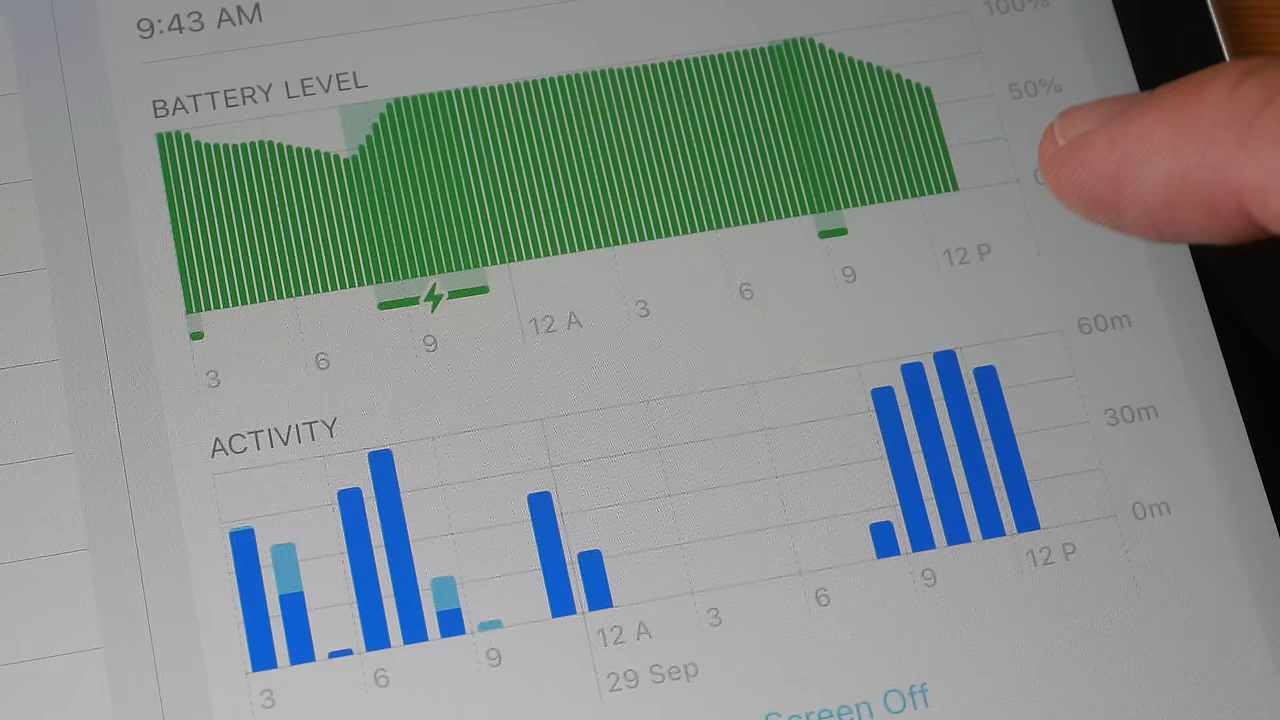 9:43 AM
100%
BATTERY LEVEL
50%
3 6 9 12 A 3 6 9 12 P
60m
ACTIVITY
30m
0m
3 6 9 12 A 3 6 9 12 P
29 Sep
Screen Off